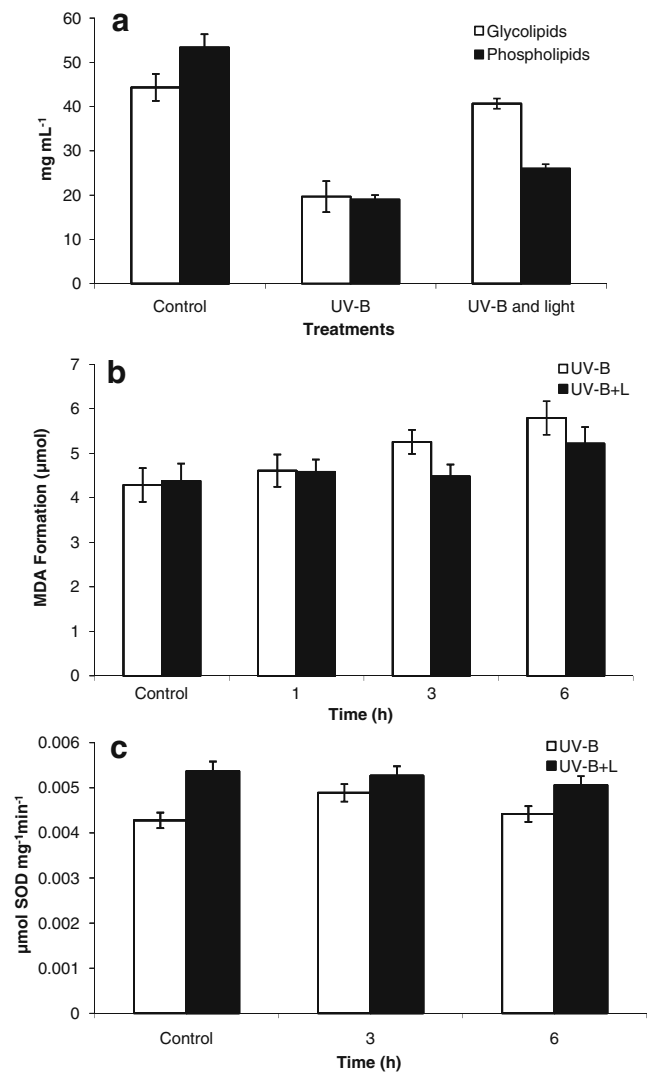 a
Glycolipids
Phospholipids
60
50
40
30
20
10
0
mg mL⁻¹
Control
UV-B
UV-B and light
Treatments
b
UV-B
UV-B+L
7
6
5
4
3
2
1
0
MDA Formation (µmol)
Control
1
3
6
Time (h)
c
UV-B
UV-B+L
0.006
0.005
0.004
0.003
0.002
0.001
0
µmol SOD mg⁻¹min⁻¹
Control
3
6
Time (h)